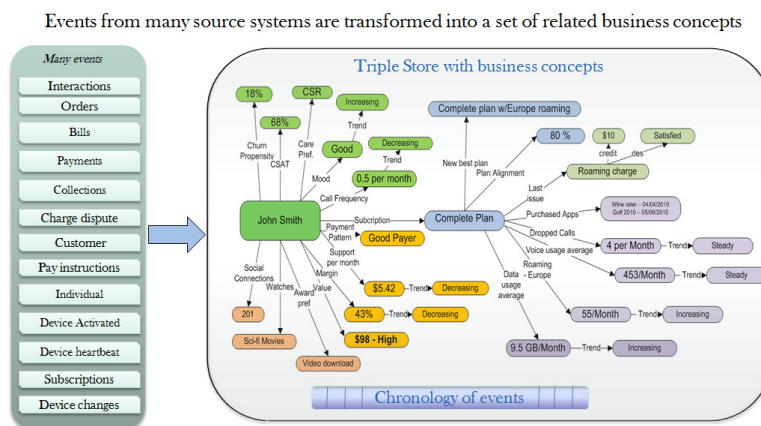 Events from many source systems are transformed into a set of related business concepts
Many events
Interactions
Orders
Bills
Payments
Collections
Charge dispute
Customer
Pay instructions
Individual
Device Activated
Device heartbeat
Subscriptions
Device changes
Triple Store with business concepts
18%
Churn
Propensity
68%
CSAT
CSR
Care
Pref.
Increasing
Trend
Good
Mood
Decreasing
Trend
0.5 per month
Call Frequency
John Smith
Subcription
Payment
Pattern
Good Payer
Support
per month
$5.42
Trend
Decreasing
Margin
43%
Trend
Decreasing
Value
$98 - High
Award
pref
Video download
Watches
Sci-fi Movies
Social
Connections
201
Complete Plan
Complete plan w/Europe roaming
New best plan
80 %
Plan Alignment
$10
credit
Satisfied
des
Roaming charge
Last
issue
Purchased Apps
Wine rater – 04/04/2010
Golf 2010 – 05/06/2010
Dropped Calls
4 per Month
Trend
Steady
Voice usage average
453/Month
Trend
Steady
Roaming
- Europe
55/Month
Trend
Increasing
Data
usage
average
9.5 GB/Month
Trend
Increasing
Chronology of events